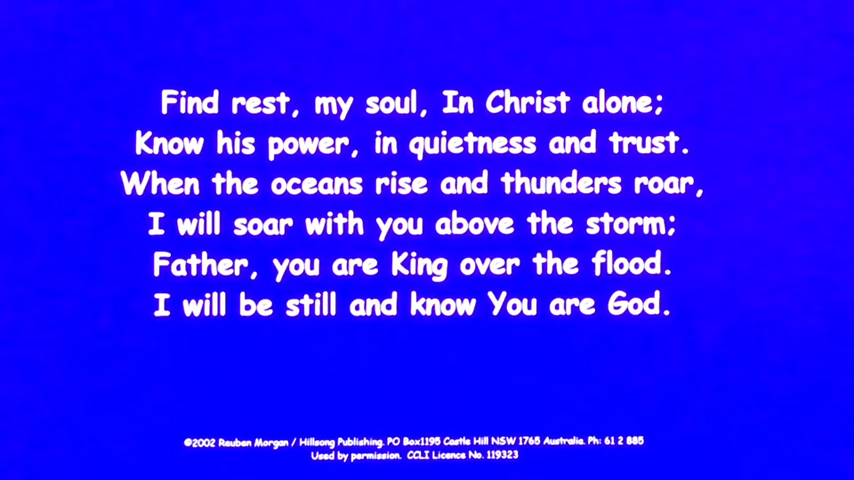 Find rest, my soul, In Christ alone;
Know his power, in quietness and trust.
When the oceans rise and thunders roar,
I will soar with you above the storm;
Father, you are King over the flood.
I will be still and know You are God.
©2002 Reuben Morgan / Hillsong Publishing. PO Box1195 Castle Hill NSW 1765 Australia. Ph: 61 2 885
Used by permission. CCLI Licence No. 119323